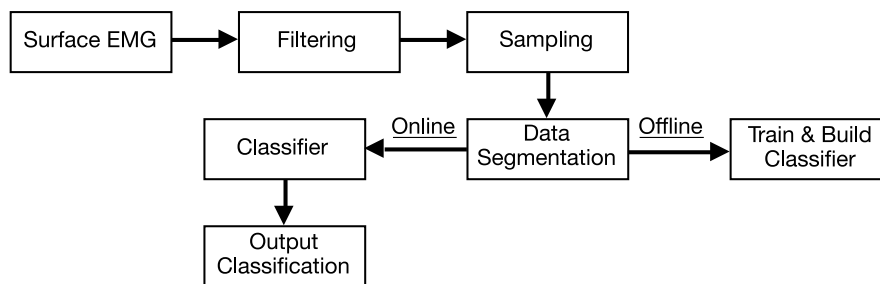 Surface EMG
Filtering
Sampling
Classifier
Online
Data
Segmentation
Offline
Train & Build
Classifier
Output
Classification